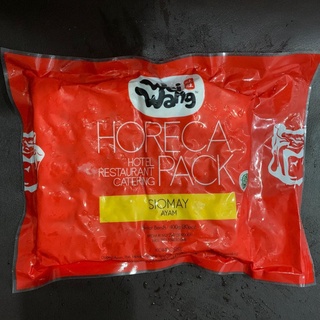 Wang
HORECA
HOTEL
RESTAURANT
CATERING
PACK
SIOMAY
AYAM